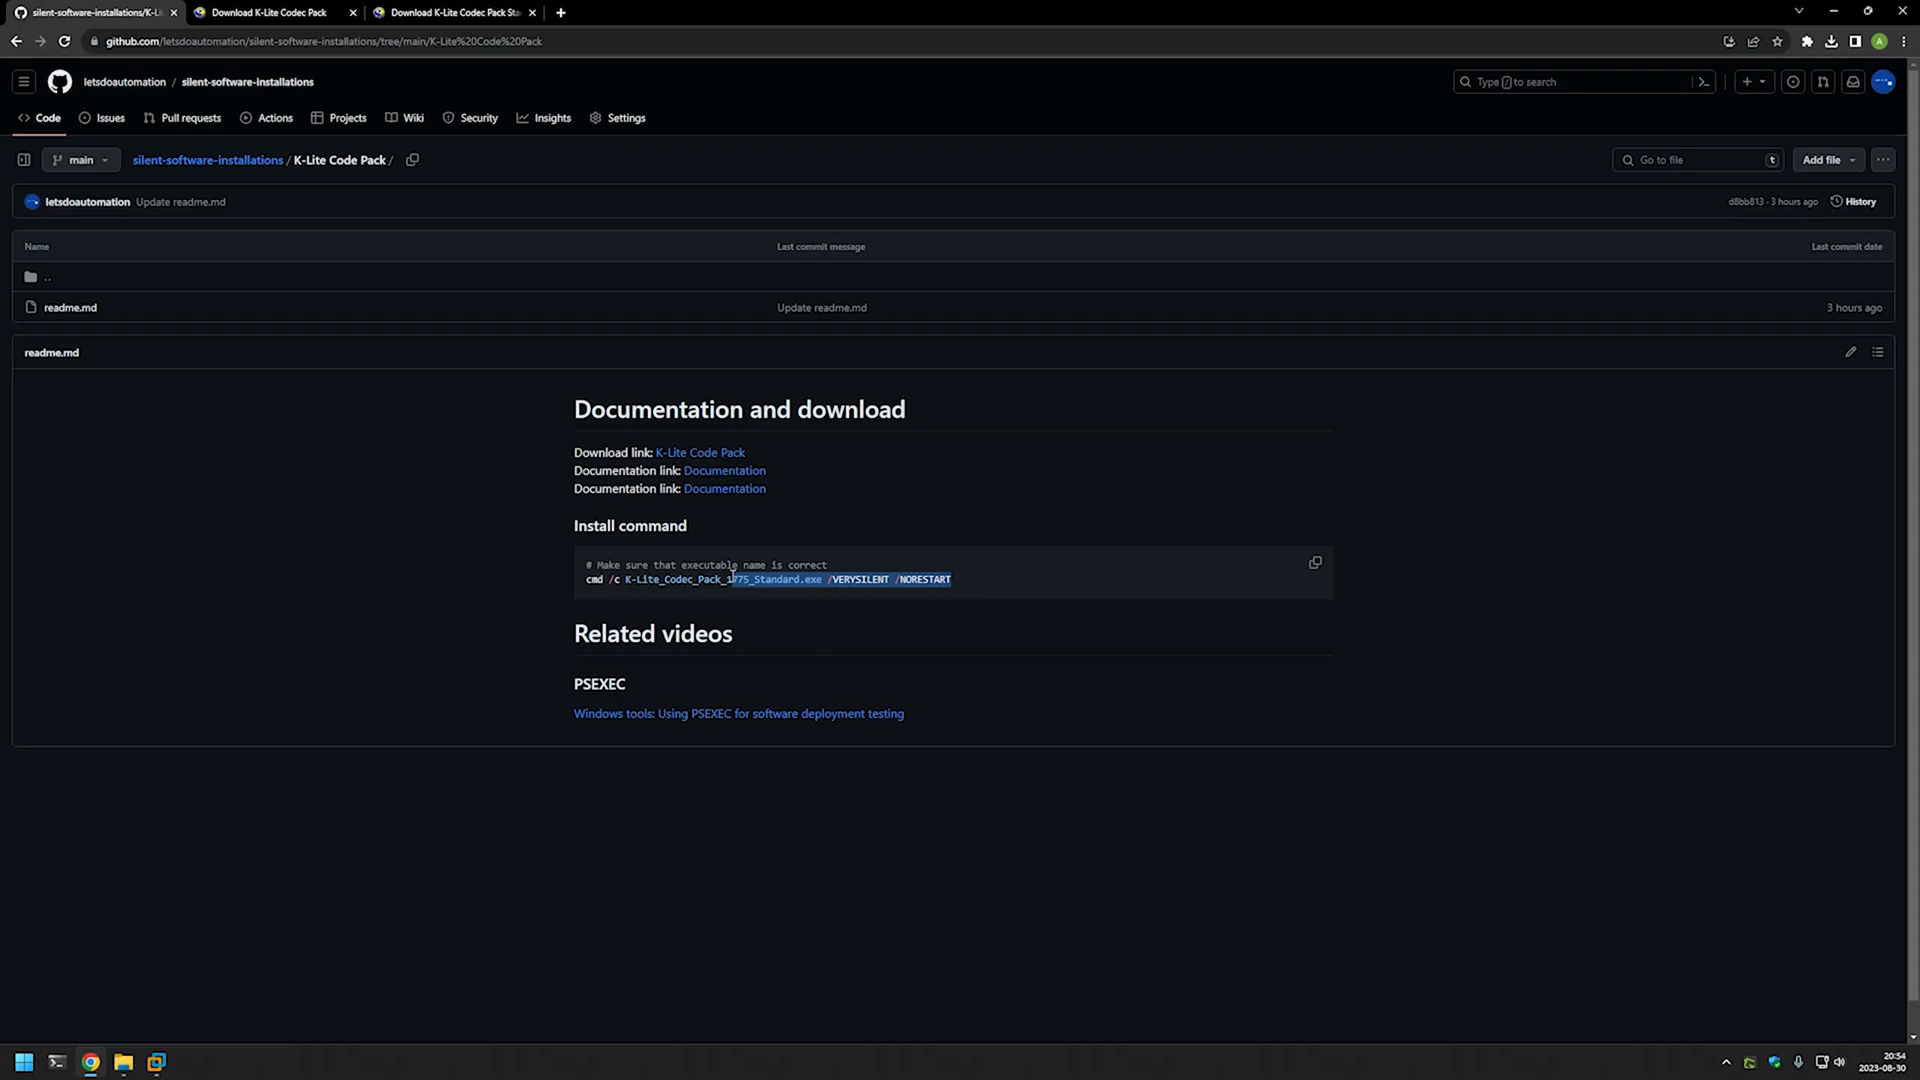 silent-software-installations/K-Li
Download K-Lite Codec Pack
Download K-Lite Codec Pack Sta
github.com/letsdoautomation/silent-software-installations/tree/main/K-Lite%20Code%20Pack
A
letsdoautomation / silent-software-installations
Type / to search
Code
Issues
Pull requests
Actions
Projects
Wiki
Security
Insights
Settings
main
silent-software-installations / K-Lite Code Pack /
Go to file
t
Add file
letsdoautomation Update readme.md
d8bb813 · 3 hours ago
History
Name
Last commit message
Last commit date
..
readme.md
Update readme.md
3 hours ago
readme.md
Documentation and download
Download link: K-Lite Code Pack
Documentation link: Documentation
Documentation link: Documentation
Install command
# Make sure that executable name is correct
cmd /c K-Lite_Codec_Pack_1775_Standard.exe /VERYSILENT /NORESTART
Related videos
PSEXEC
Windows tools: Using PSEXEC for software deployment testing
20:54
2023-08-30